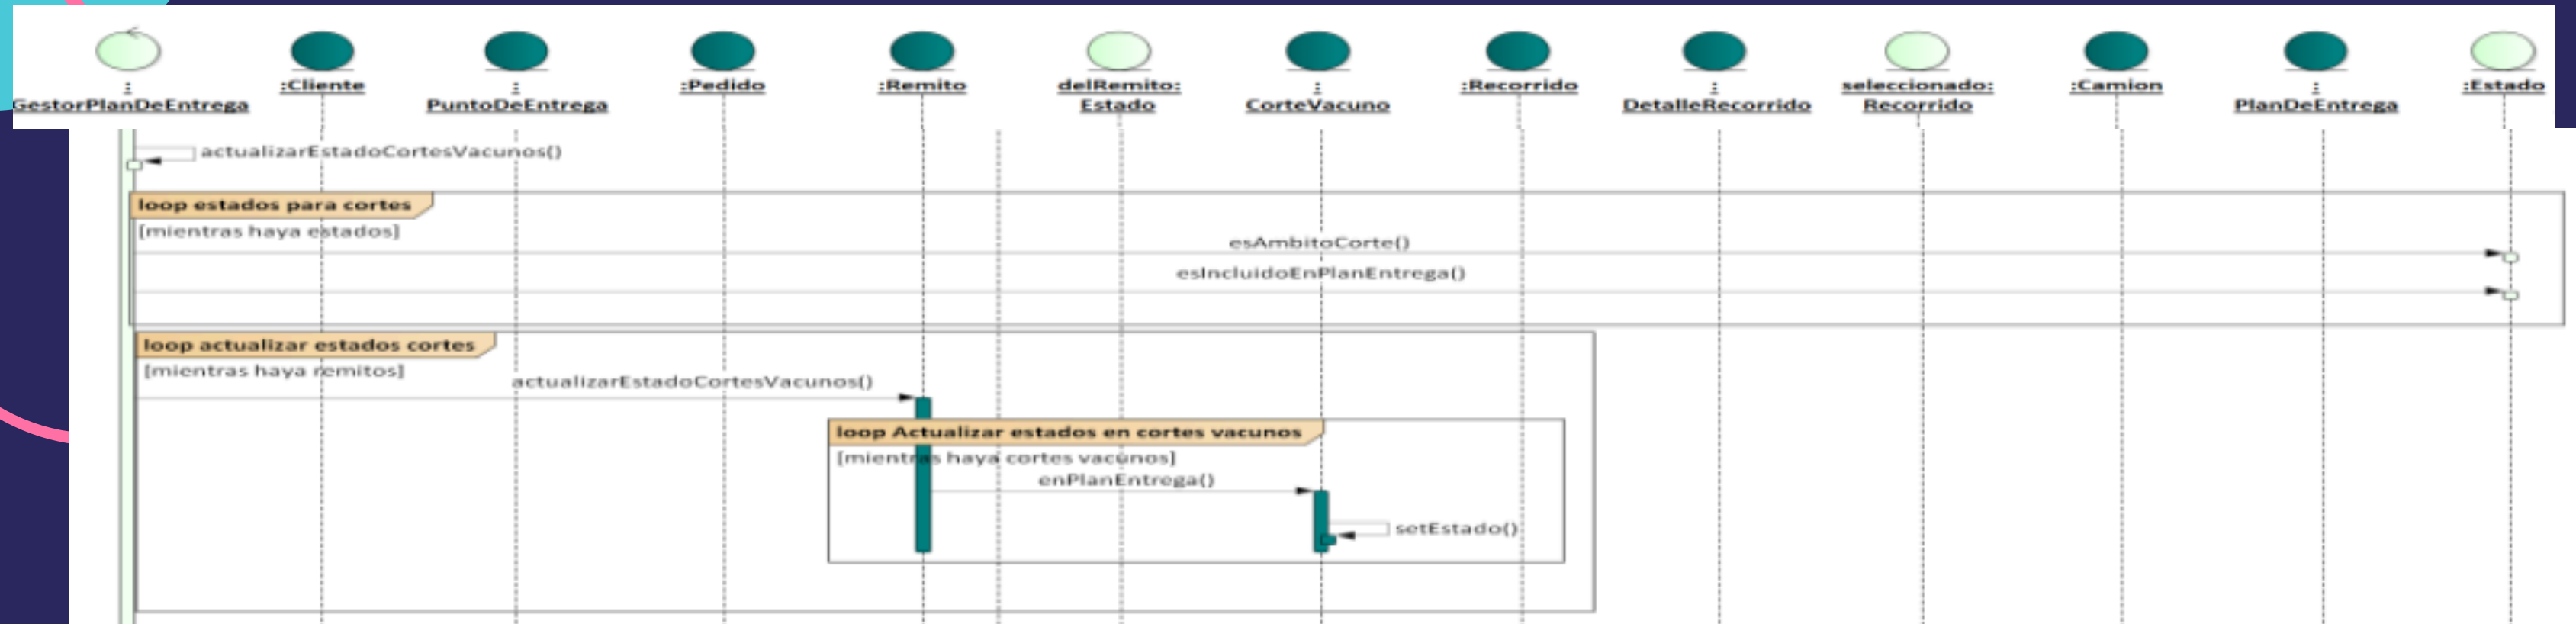 :
GestorPlanDeEntrega
:Cliente
:
PuntoDeEntrega
:Pedido
:Remito
delRemito:
Estado
:
CorteVacuno
:Recorrido
:
DetalleRecorrido
seleccionado:
Recorrido
:Camion
:
PlanDeEntrega
:Estado
actualizarEstadoCortesVacunos()
loop estados para cortes
[mientras haya estados]
esAmbitoCorte()
esIncluidoEnPlanEntrega()
loop actualizar estados cortes
[mientras haya remitos]
actualizarEstadoCortesVacunos()
loop Actualizar estados en cortes vacunos
[mientras haya cortes vacunos]
enPlanEntrega()
setEstado()